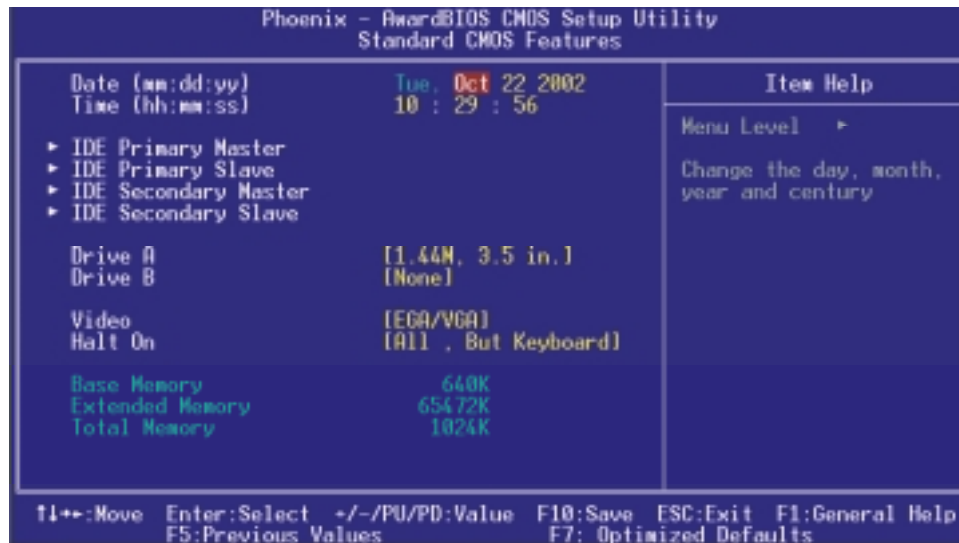 Phoenix - AwardBIOS CMOS Setup Utility
Standard CMOS Features
Date (mm:dd:yy) Tue, Oct 22 2002
Time (hh:mm:ss) 10 : 29 : 56
► IDE Primary Master
► IDE Primary Slave
► IDE Secondary Master
► IDE Secondary Slave
Drive A [1.44M, 3.5 in.]
Drive B [None]
Video [EGA/VGA]
Halt On [All , But Keyboard]
Base Memory 640K
Extended Memory 65472K
Total Memory 1024K
Item Help
Menu Level ►
Change the day, month,
year and century
↑↓→←:Move Enter:Select +/-/PU/PD:Value F10:Save ESC:Exit F1:General Help
F5:Previous Values F7: Optimized Defaults